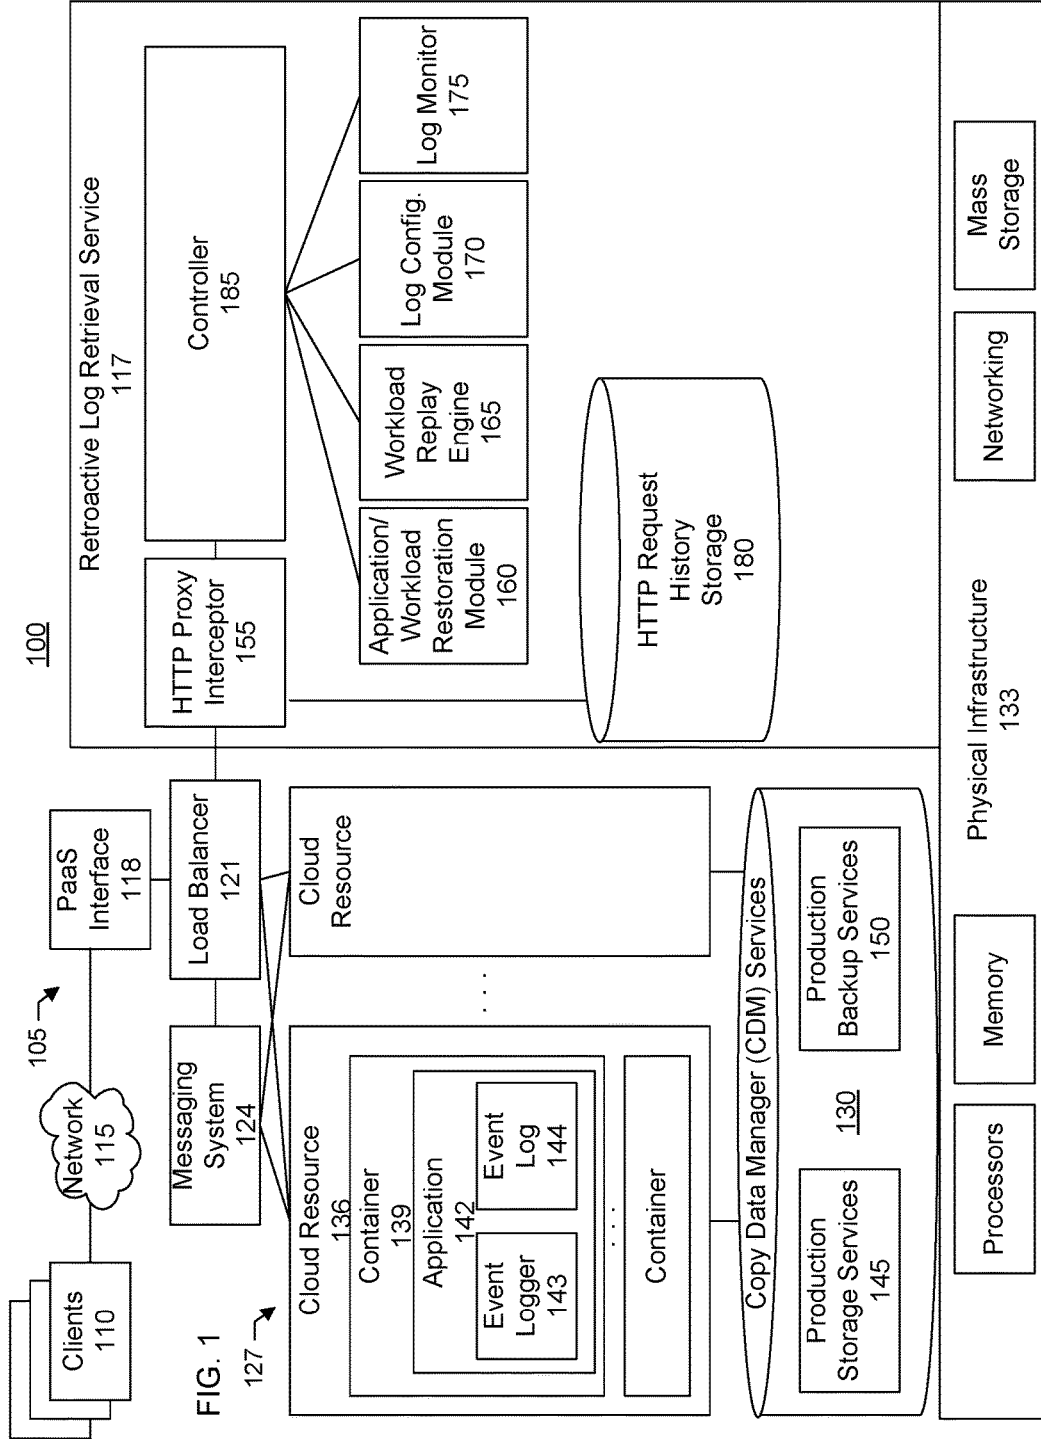 100
105
Clients
110
Network
115
PaaS
Interface
118
FIG. 1
127
Messaging
System
124
Load Balancer
121
Cloud Resource
136
Container
139
Application
142
Event
Logger
143
Event
Log
144
. . . .
Container
. . .
Cloud
Resource
Copy Data Manager (CDM) Services
130
Production
Storage Services
145
Production
Backup Services
150
Retroactive Log Retrieval Service
117
HTTP Proxy
Interceptor
155
Controller
185
Application/
Workload
Restoration
Module
160
Workload
Replay
Engine
165
Log Config.
Module
170
Log Monitor
175
HTTP Request
History
Storage
180
Physical Infrastructure
133
Processors
Memory
Networking
Mass
Storage